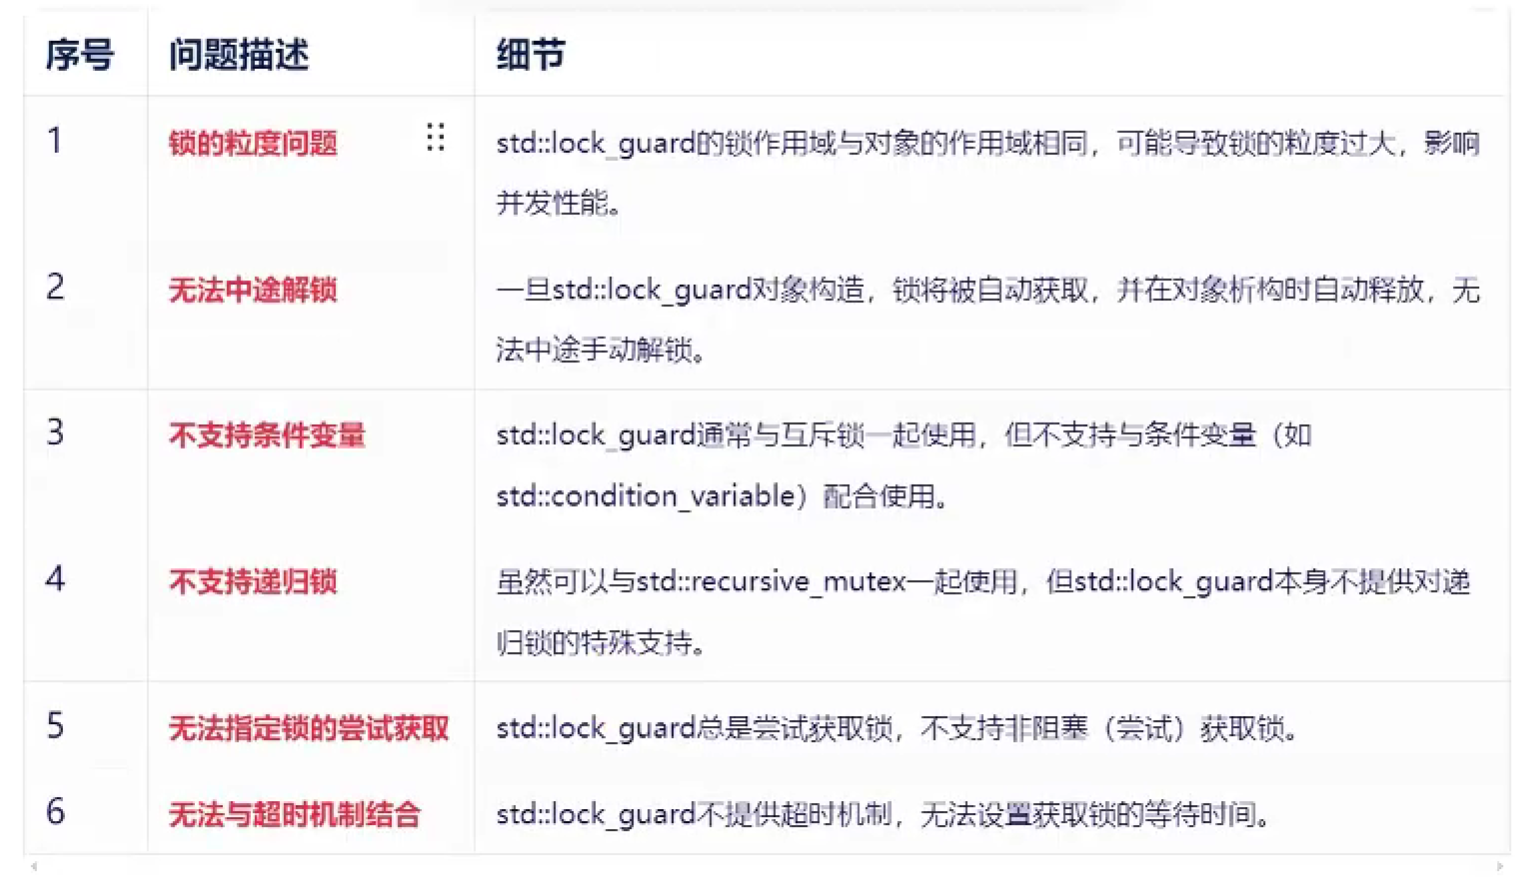 序号 问题描述 细节
1 锁的粒度问题 std::lock_guard的锁作用域与对象的作用域相同，可能导致锁的粒度过大，影响
并发性能。
2 无法中途解锁 一旦std::lock_guard对象构造，锁将被自动获取，并在对象析构时自动释放，无
法中途手动解锁。
3 不支持条件变量 std::lock_guard通常与互斥锁一起使用，但不支持与条件变量（如
std::condition_variable）配合使用。
4 不支持递归锁 虽然可以与std::recursive_mutex一起使用，但std::lock_guard本身不提供对递
归锁的特殊支持。
5 无法指定锁的尝试获取 std::lock_guard总是尝试获取锁，不支持非阻塞（尝试）获取锁。
6 无法与超时机制结合 std::lock_guard不提供超时机制，无法设置获取锁的等待时间。